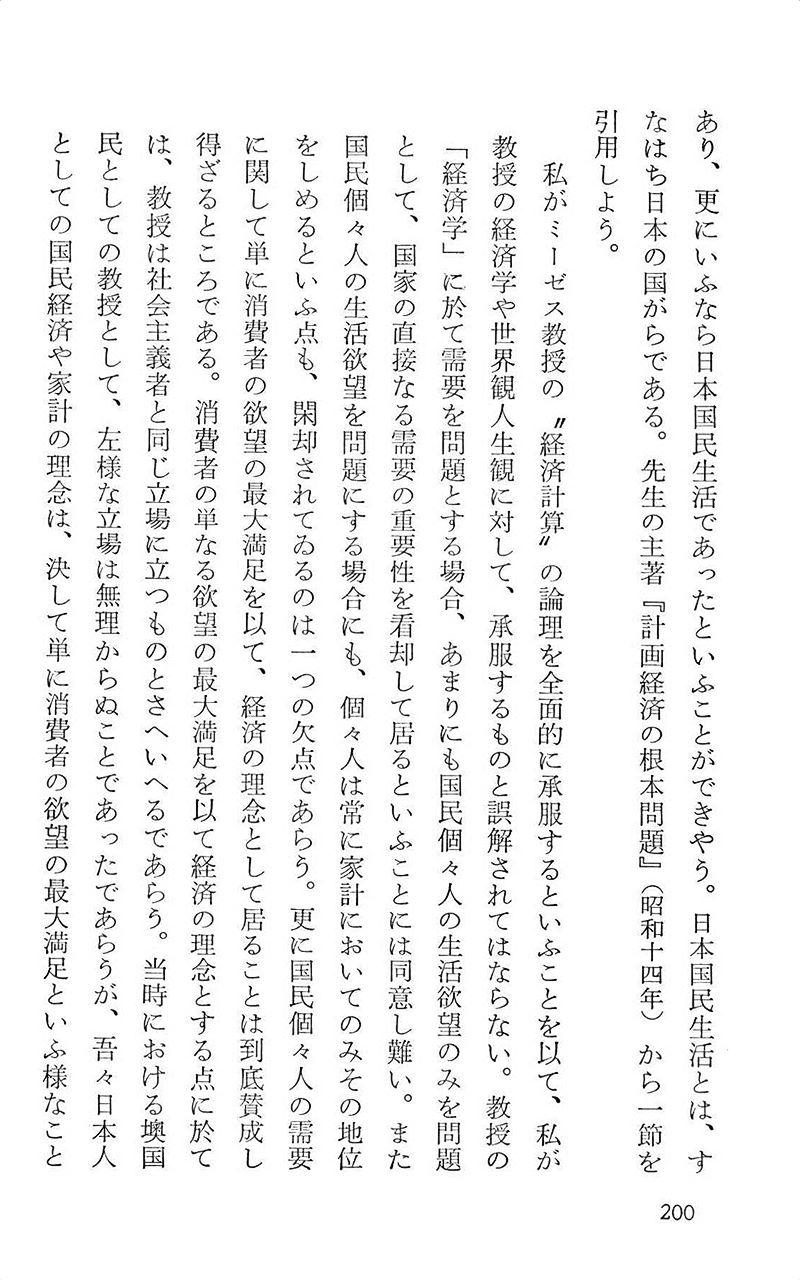 あり、更にいふなら日本国民生活であったといふことができやう。日本国民生活とは、す
なはち日本の国がらである。先生の主著『計画経済の根本問題』（昭和十四年）から一節を
引用しよう。
私がミーゼス教授の〝経済計算〟の論理を全面的に承服するといふことを以て、私が
教授の経済学や世界観人生観に対して、承服するものと誤解されてはならない。教授の
「経済学」に於て需要を問題とする場合、あまりにも国民個々人の生活欲望のみを問題
として、国家の直接なる需要の重要性を看却して居るといふことには同意し難い。また
国民個々人の生活欲望を問題にする場合にも、個々人は常に家計においてのみその地位
をしめるといふ点も、閑却されてゐるのは一つの欠点であらう。更に国民個々人の需要
に関して単に消費者の欲望の最大満足を以て、経済の理念として居ることは到底賛成し
得ざるところである。消費者の単なる欲望の最大満足を以て経済の理念とする点に於て
は、教授は社会主義者と同じ立場に立つものとさへいへるであらう。当時における墺国
民としての教授として、左様な立場は無理からぬことであったであらうが、吾々日本人
としての国民経済や家計の理念は、決して単に消費者の欲望の最大満足といふ様なこと
200